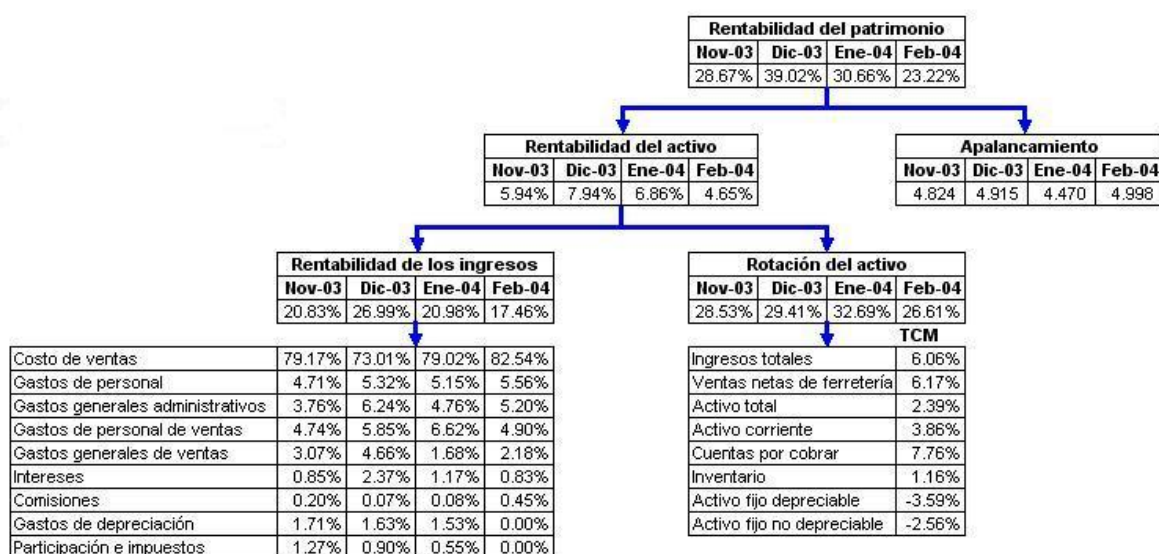 Rentabilidad del patrimonio
Nov-03 Dic-03 Ene-04 Feb-04
28.67% 39.02% 30.66% 23.22%
Rentabilidad del activo
Nov-03 Dic-03 Ene-04 Feb-04
5.94% 7.94% 6.86% 4.65%
Apalancamiento
Nov-03 Dic-03 Ene-04 Feb-04
4.824 4.915 4.470 4.998
Rentabilidad de los ingresos
Nov-03 Dic-03 Ene-04 Feb-04
20.83% 26.99% 20.98% 17.46%
Rotación del activo
Nov-03 Dic-03 Ene-04 Feb-04
28.53% 29.41% 32.69% 26.61%
Costo de ventas 79.17% 73.01% 79.02% 82.54%
Gastos de personal 4.71% 5.32% 5.15% 5.56%
Gastos generales administrativos 3.76% 6.24% 4.76% 5.20%
Gastos de personal de ventas 4.74% 5.85% 6.62% 4.90%
Gastos generales de ventas 3.07% 4.66% 1.68% 2.18%
Intereses 0.85% 2.37% 1.17% 0.83%
Comisiones 0.20% 0.07% 0.08% 0.45%
Gastos de depreciación 1.71% 1.63% 1.53% 0.00%
Participación e impuestos 1.27% 0.90% 0.55% 0.00%
TCM
Ingresos totales 6.06%
Ventas netas de ferretería 6.17%
Activo total 2.39%
Activo corriente 3.86%
Cuentas por cobrar 7.76%
Inventario 1.16%
Activo fijo depreciable -3.59%
Activo fijo no depreciable -2.56%